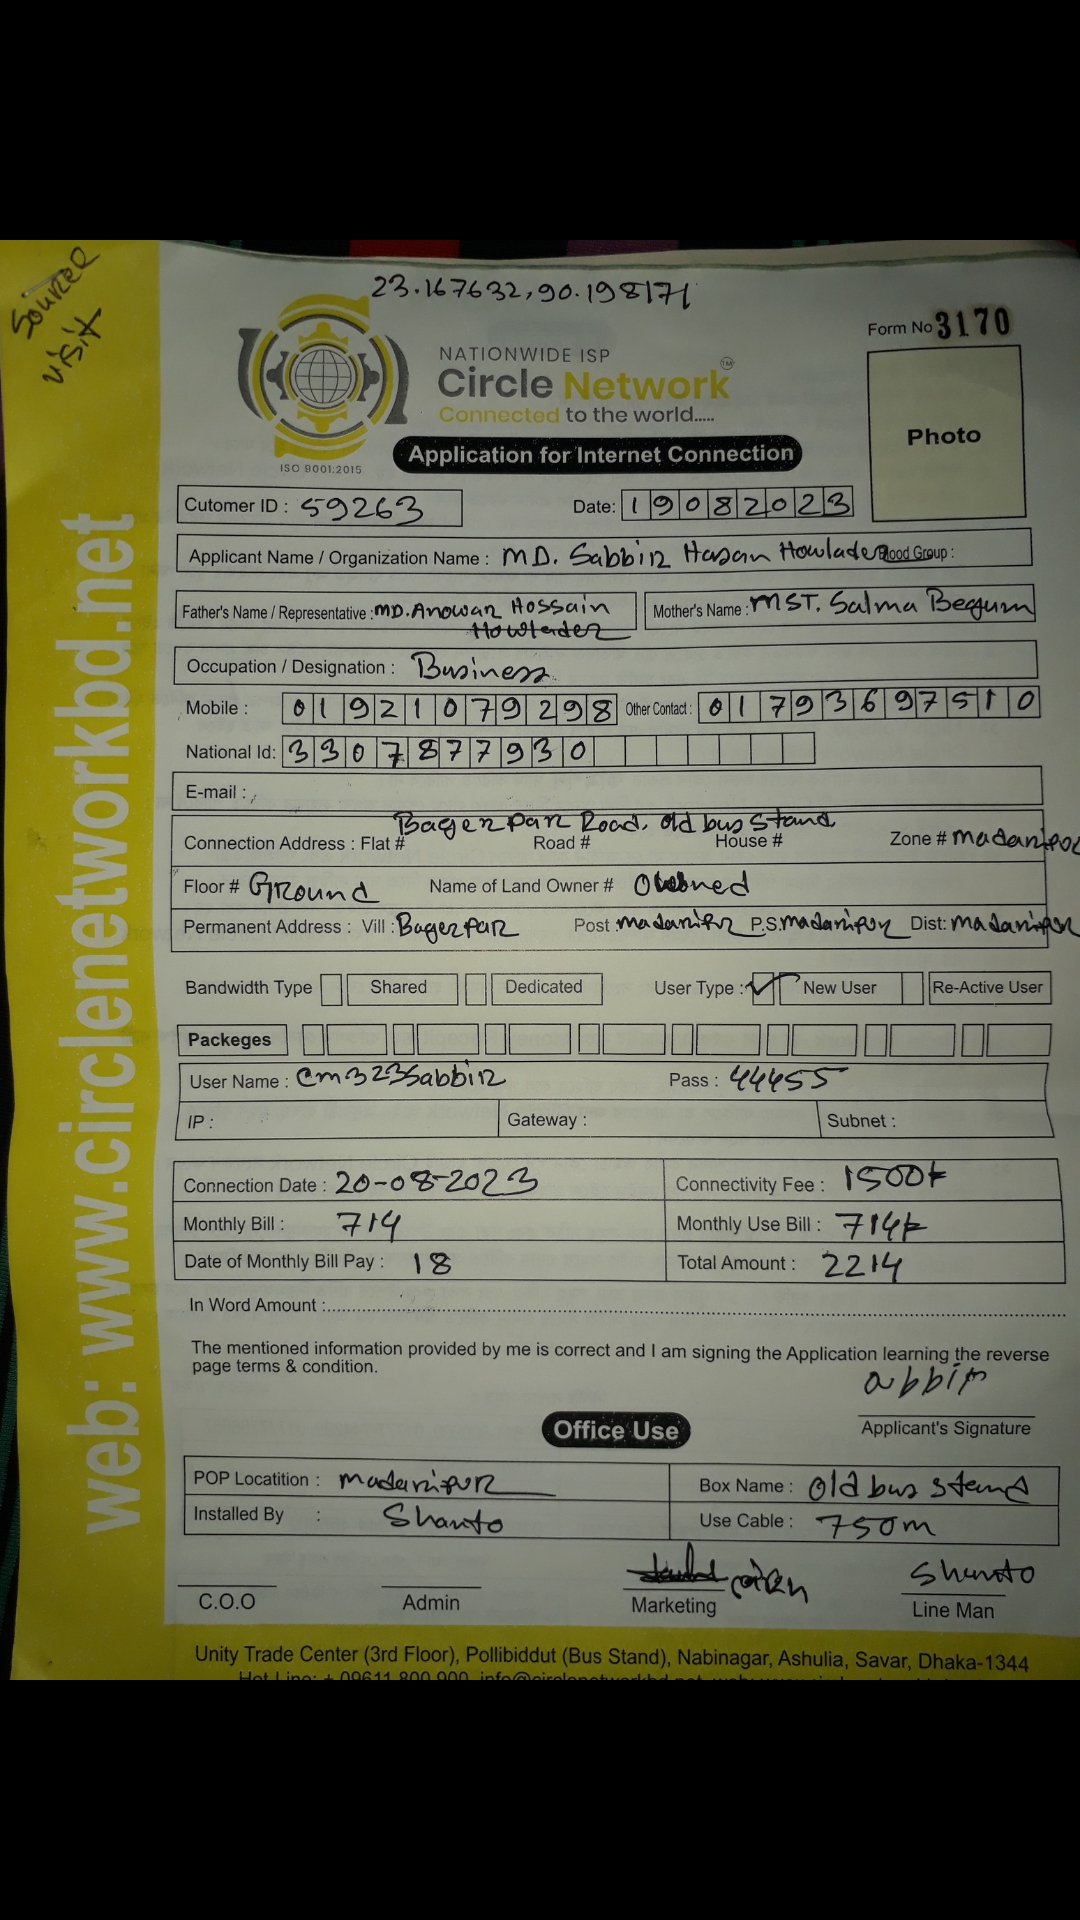 Source
visit
23.167632,90.198171
Form No 3170
NATIONWIDE ISP
Circle Network TM
Connected to the world.....
ISO 9001:2015
Application for Internet Connection
Photo
Cutomer ID : 59263 Date: 19082023
Applicant Name / Organization Name : MD. Sabbir Hasan Howlader Blood Group :
Father's Name / Representative : MD. Anowar Hossain Howlader Mother's Name : MST. Salma Begum
Occupation / Designation : Business
Mobile : 01921079298 Other Contact : 01793697510
National Id: 3307877930
E-mail :
Bager par Road, old bus stand
Connection Address : Flat # Road # House # Zone # madaripor
Floor # Ground Name of Land Owner # Owned
Permanent Address : Vill : Bagerpar Post : madaripr P.S. madaripur Dist: madaripur
Bandwidth Type Shared Dedicated User Type : ✓ New User Re-Active User
Packeges
User Name : cm323sabbir Pass : 44455
IP : Gateway : Subnet :
Connection Date : 20-08-2023 Connectivity Fee : 1500৳
Monthly Bill : 714 Monthly Use Bill : 714৳
Date of Monthly Bill Pay : 18 Total Amount : 2214
In Word Amount :
The mentioned information provided by me is correct and I am signing the Application learning the reverse
page terms & condition.
Applicant's Signature
Office Use
POP Locatition : madaripur Box Name : old bus stand
Installed By : Shanto Use Cable : 750m
Shanto
C.O.O Admin Marketing Line Man
Unity Trade Center (3rd Floor), Pollibiddut (Bus Stand), Nabinagar, Ashulia, Savar, Dhaka-1344
web: www.circlenetworkbd.net